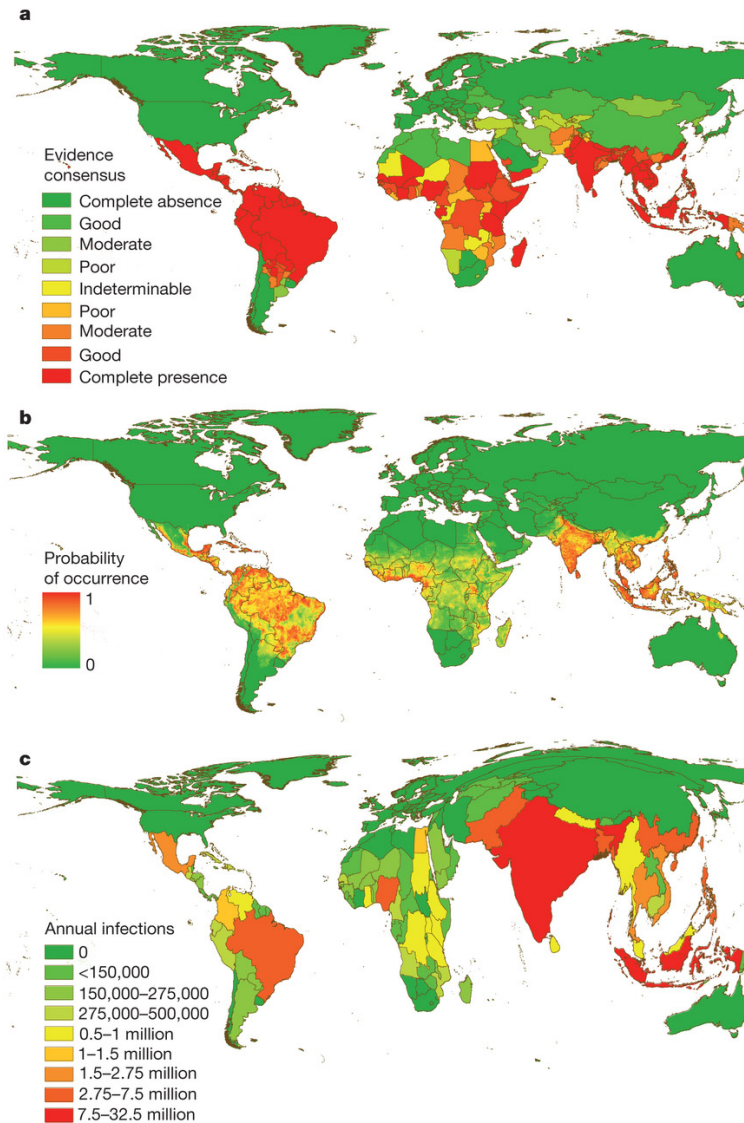 a
Evidence
consensus
Complete absence
Good
Moderate
Poor
Indeterminable
Poor
Moderate
Good
Complete presence
b
Probability
of occurrence
1
0
c
Annual infections
0
<150,000
150,000–275,000
275,000–500,000
0.5–1 million
1–1.5 million
1.5–2.75 million
2.75–7.5 million
7.5–32.5 million